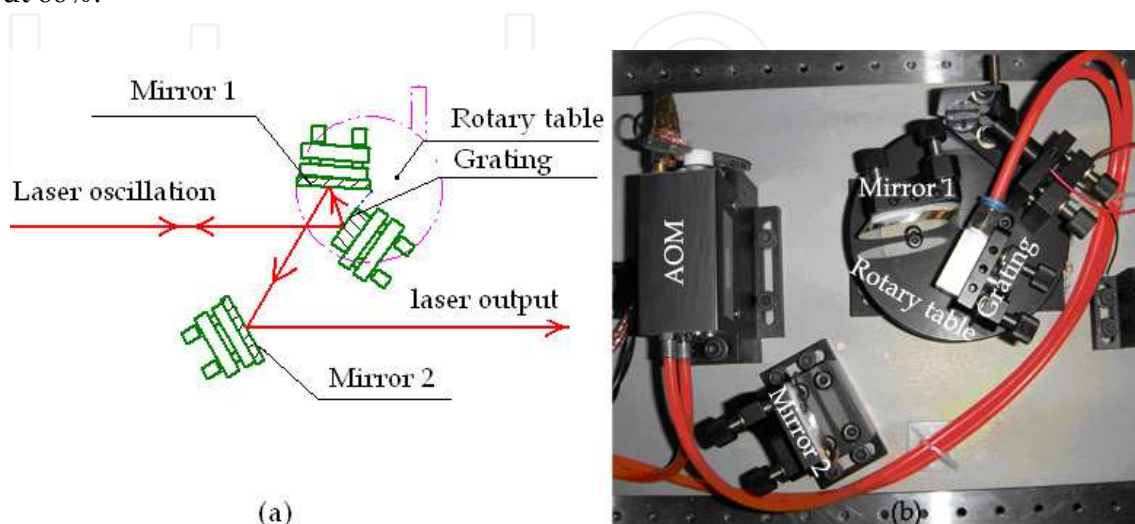 Mirror 1
Rotary table
Grating
Laser oscillation
laser output
Mirror 2
(a)
AOM
Mirror 1
Rotary table
Grating
Mirror 2
(b)